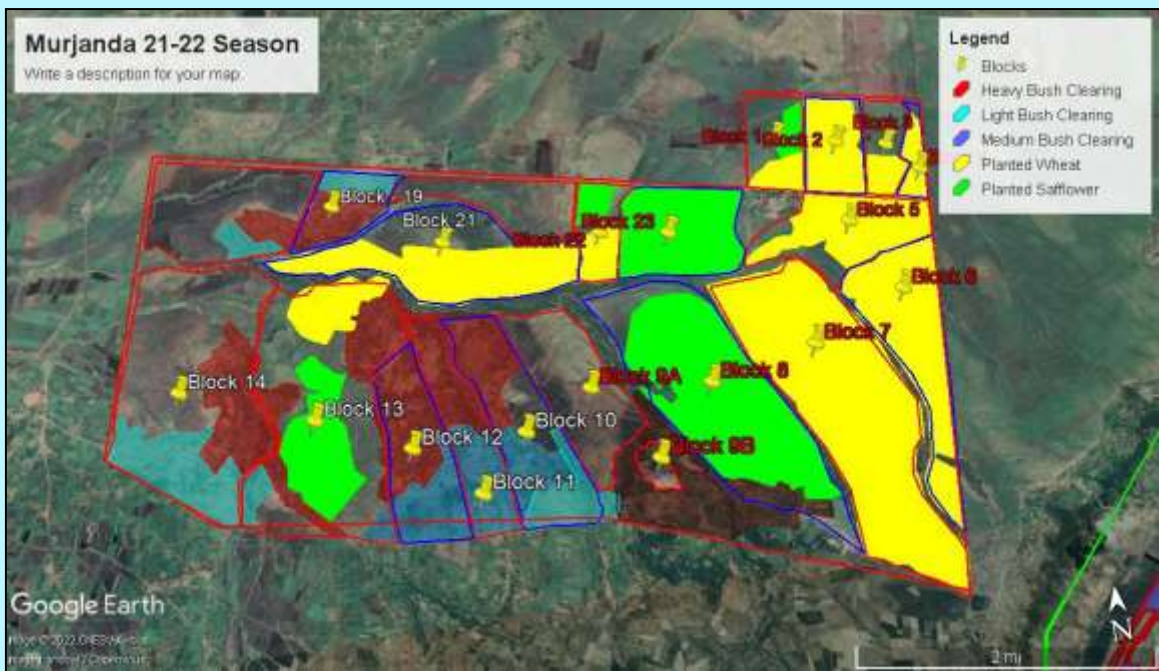 Murjanda 21-22 Season
Write a description for your map.
Legend
Blocks
Heavy Bush Clearing
Light Bush Clearing
Medium Bush Clearing
Planted Wheat
Planted Safflower
Block 1
Block 2
Block 3
Block - 19
Block 21
Block 22
Block 23
Block 5
Block 6
Block 7
Block 14
Block 13
Block 12
Block 10
Block 11
Block 9A
Block 8
Block 9B
Google Earth
N
2 mi